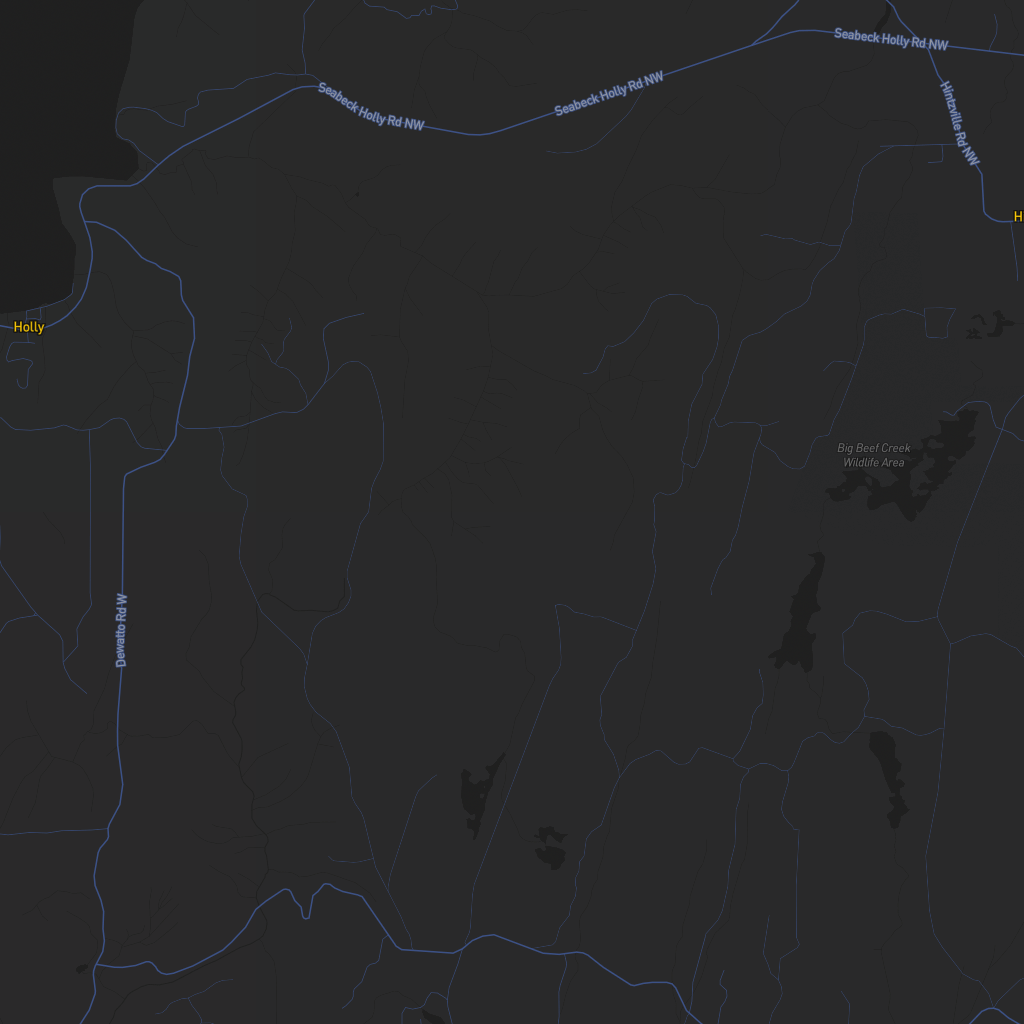 Seabeck Holly Rd NW
Seabeck Holly Rd NW
Seabeck Holly Rd NW
Hintzville Rd NW
H
Holly
Big Beef Creek
Wildlife Area
Dewatto Rd W